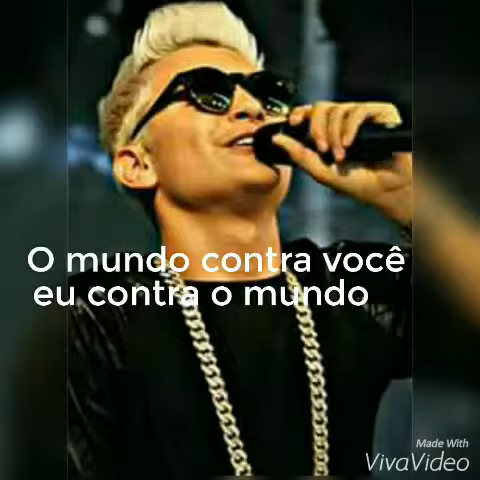 O mundo contra você
eu contra o mundo
Made With
VivaVideo